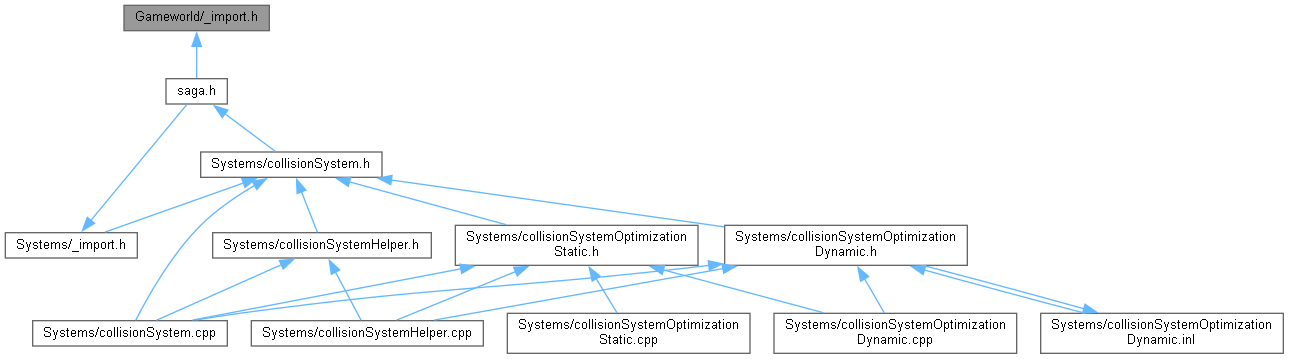 Gameworld/_import.h
saga.h
Systems/collisionSystem.h
Systems/_import.h
Systems/collisionSystemHelper.h
Systems/collisionSystemOptimization
Static.h
Systems/collisionSystemOptimization
Dynamic.h
Systems/collisionSystem.cpp
Systems/collisionSystemHelper.cpp
Systems/collisionSystemOptimization
Static.cpp
Systems/collisionSystemOptimization
Dynamic.cpp
Systems/collisionSystemOptimization
Dynamic.inl